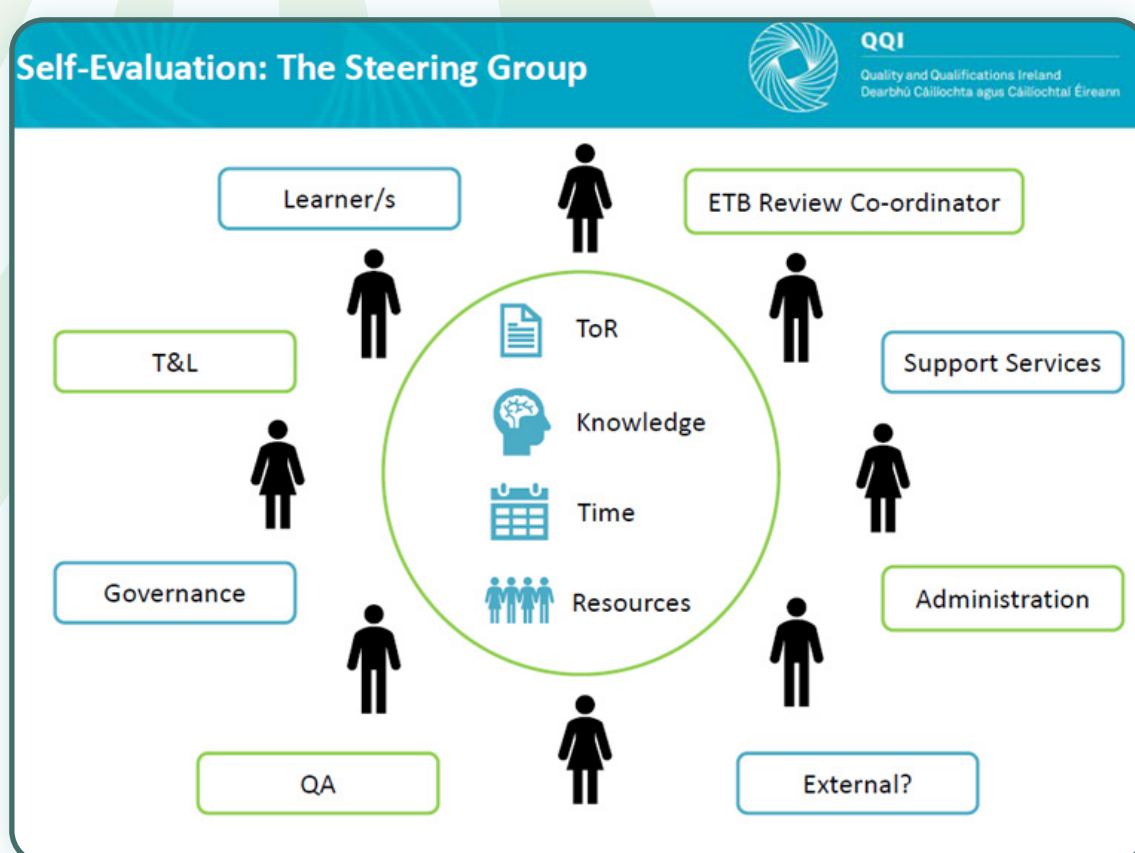 Self-Evaluation: The Steering Group
QQI
Quality and Qualifications Ireland
Dearbhú Cáilíochta agus Cáilíochtaí Éireann
Learner/s
ETB Review Co-ordinator
T&L
ToR
Support Services
Knowledge
Time
Governance
Resources
Administration
QA
External?